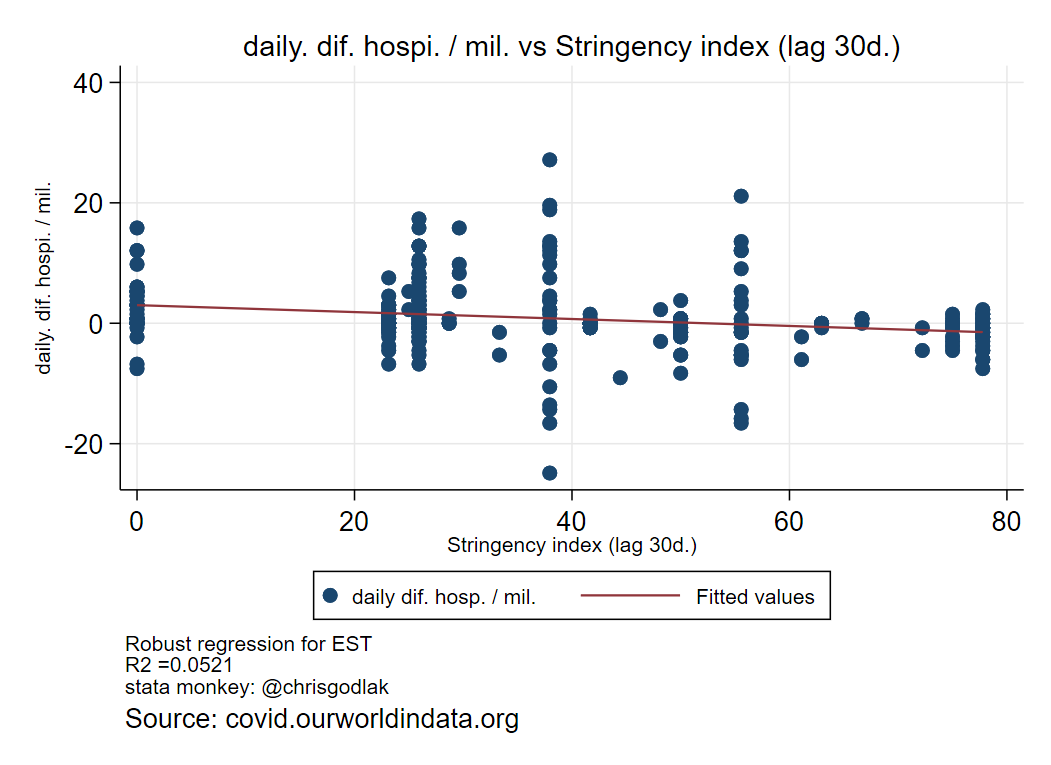 daily. dif. hospi. / mil. vs Stringency index (lag 30d.)
40
20
0
-20
daily. dif. hospi. / mil.
0 20 40 60 80
Stringency index (lag 30d.)
daily dif. hosp. / mil. Fitted values
Robust regression for EST
R2 =0.0521
stata monkey: @chrisgodlak
Source: covid.ourworldindata.org